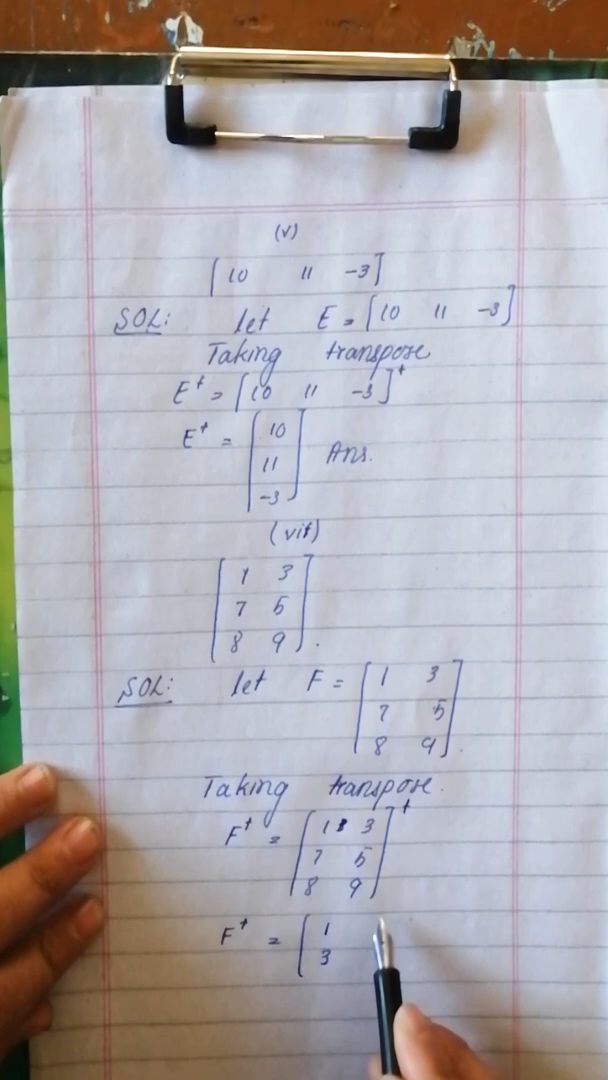 (v)
[10 11 -3]
SOL: let E = [10 11 -3]
Taking transpose
E^t = [10 11 -3]^t
E^t = [10
11 Ans.
-3]
(vii)
[1 3
7 5
8 9].
SOL: let F = [1 3
7 5
8 9].
Taking transpose.
F^t = [1 3
7 5
8 9]^t
F^t = [1
3